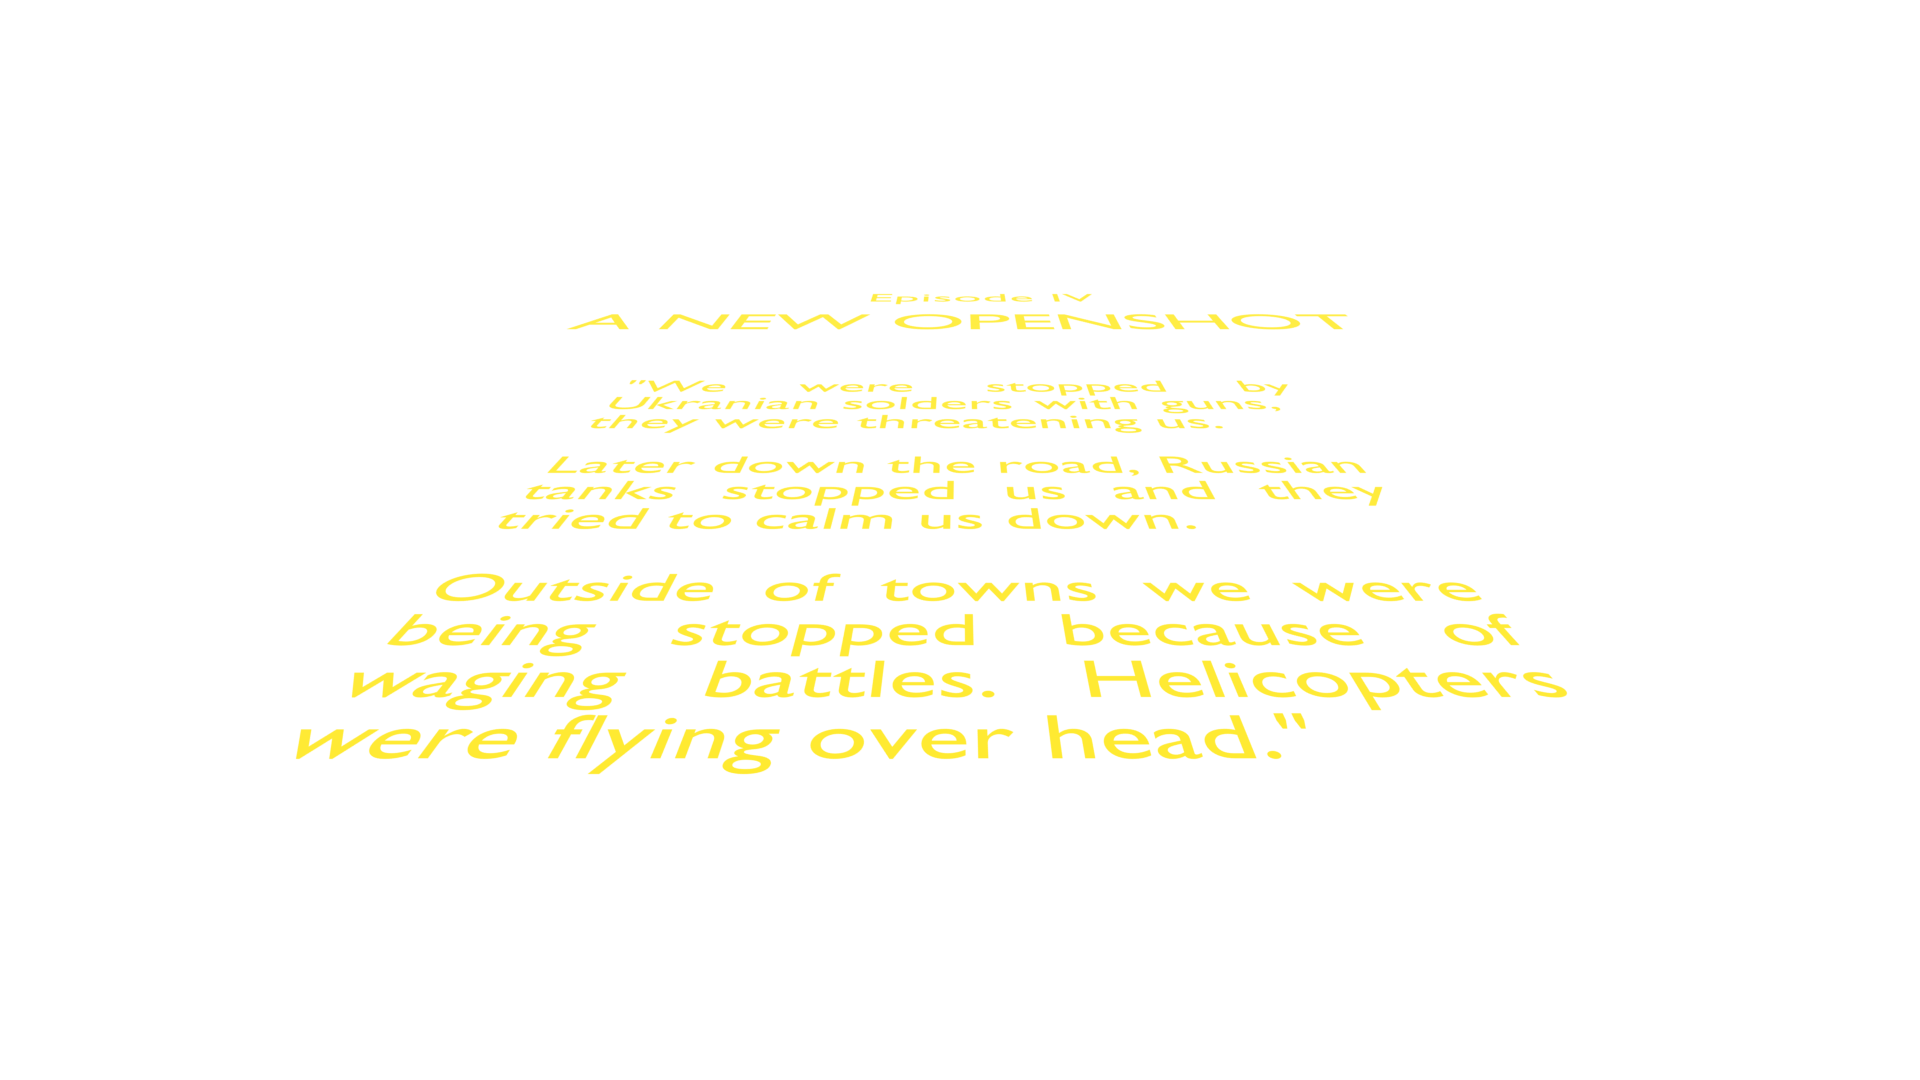 Episode IV
A NEW OPENSHOT
"We were stopped by
Ukranian solders with guns,
they were threatening us.
Later down the road, Russian
tanks stopped us and they
tried to calm us down.
Outside of towns we were
being stopped because of
waging battles. Helicopters
were flying over head."